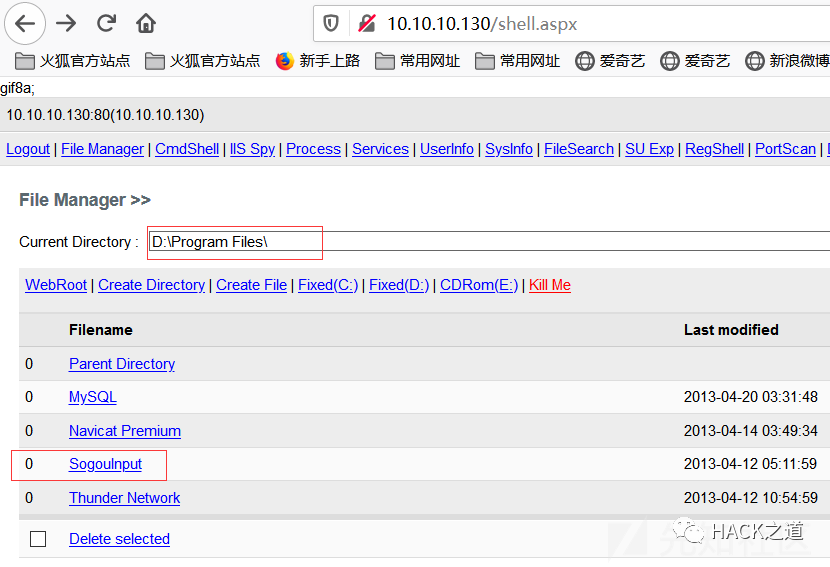 10.10.10.130/shell.aspx
火狐官方站点 火狐官方站点 新手上路 常用网址 常用网址 爱奇艺 爱奇艺 新浪微博
gif8a;
10.10.10.130:80(10.10.10.130)
Logout | File Manager | CmdShell | IIS Spy | Process | Services | UserInfo | SysInfo | FileSearch | SU Exp | RegShell | PortScan |
File Manager >>
Current Directory : D:\Program Files\
WebRoot | Create Directory | Create File | Fixed(C:) | Fixed(D:) | CDRom(E:) | Kill Me
Filename Last modified
0 Parent Directory
0 MySQL 2013-04-20 03:31:48
0 Navicat Premium 2013-04-14 03:49:34
0 SogouInput 2013-04-12 05:11:59
0 Thunder Network 2013-04-12 10:54:59
Delete selected
HACK之道